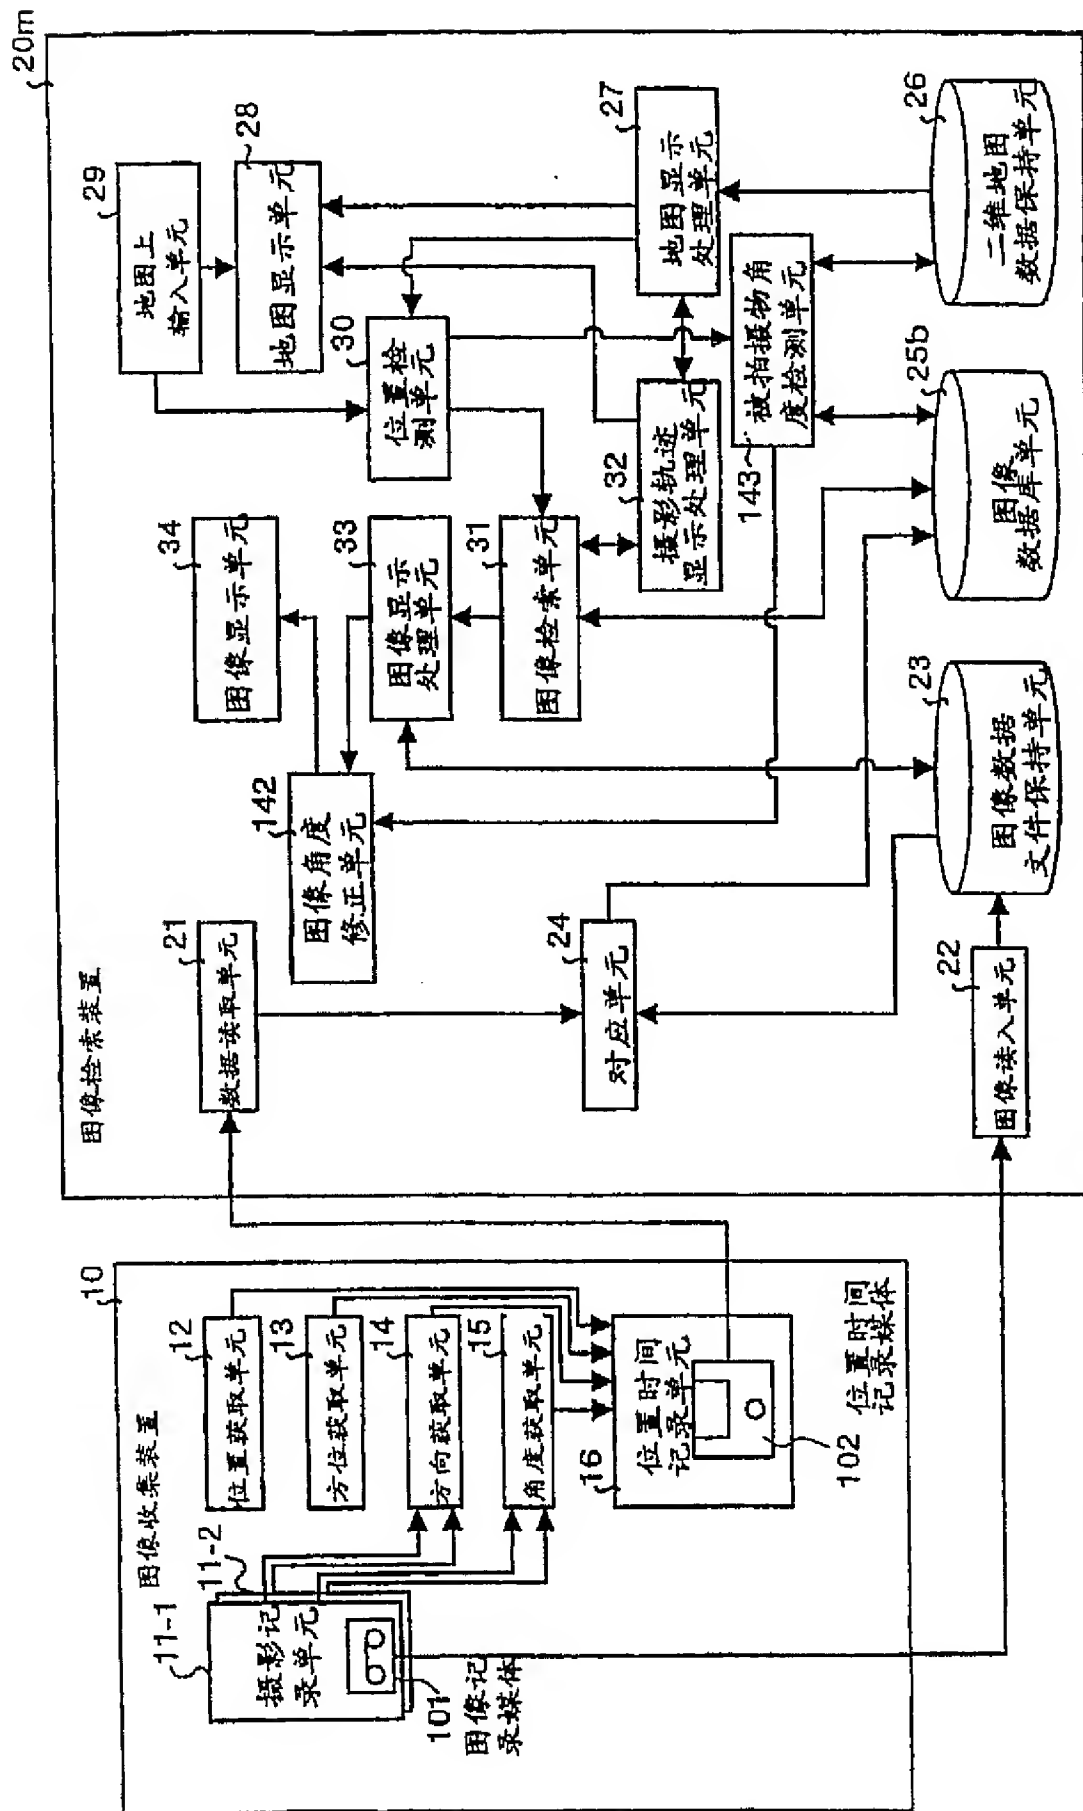 图像收集装置
10
11-1
11-2
摄影记
录单元
101
图像记
录媒体
位置获取单元
12
方位获取单元
13
方向获取单元
14
角度获取单元
15
位置时间
记录单元
16
102
位置时间
记录媒体
图像检索装置
20m
数据读取单元
21
图像角度
修正单元
142
图像显示单元
34
图像显示
处理单元
33
图像检索单元
31
地图上
输入单元
29
地图显示单元
28
位置检
测单元
30
摄影轨迹
显示处理单元
32
地图显示
处理单元
27
被拍摄物角
度检测单元
143
对应单元
24
图像读入单元
22
图像数据
文件保持单元
23
图像
数据库单元
25b
二维地图
数据保持单元
26